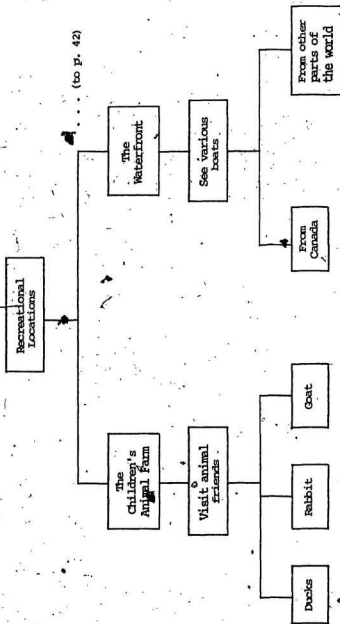 Recreational
Locations
. . . . (to p. 42)
The
Children's
Animal Farm
The
Waterfront
Visit animal
friends
See various
boats
Ducks
Rabbit
Goat
From
Canada
From other
parts of
the world